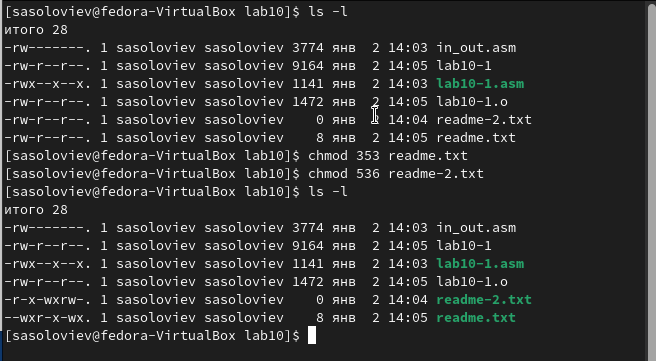 [sasoloviev@fedora-VirtualBox lab10]$ ls -l
итого 28
-rw-------. 1 sasoloviev sasoloviev 3774 янв  2 14:03 in_out.asm
-rw-r--r--. 1 sasoloviev sasoloviev 9164 янв  2 14:05 lab10-1
-rwx--x--x. 1 sasoloviev sasoloviev 1141 янв  2 14:03 lab10-1.asm
-rw-r--r--. 1 sasoloviev sasoloviev 1472 янв  2 14:05 lab10-1.o
-rw-r--r--. 1 sasoloviev sasoloviev    0 янв  2 14:04 readme-2.txt
-rw-r--r--. 1 sasoloviev sasoloviev    8 янв  2 14:05 readme.txt
[sasoloviev@fedora-VirtualBox lab10]$ chmod 353 readme.txt
[sasoloviev@fedora-VirtualBox lab10]$ chmod 536 readme-2.txt
[sasoloviev@fedora-VirtualBox lab10]$ ls -l
итого 28
-rw-------. 1 sasoloviev sasoloviev 3774 янв  2 14:03 in_out.asm
-rw-r--r--. 1 sasoloviev sasoloviev 9164 янв  2 14:05 lab10-1
-rwx--x--x. 1 sasoloviev sasoloviev 1141 янв  2 14:03 lab10-1.asm
-rw-r--r--. 1 sasoloviev sasoloviev 1472 янв  2 14:05 lab10-1.o
-r-x-wxrw-. 1 sasoloviev sasoloviev    0 янв  2 14:04 readme-2.txt
--wxr-x-wx. 1 sasoloviev sasoloviev    8 янв  2 14:05 readme.txt
[sasoloviev@fedora-VirtualBox lab10]$